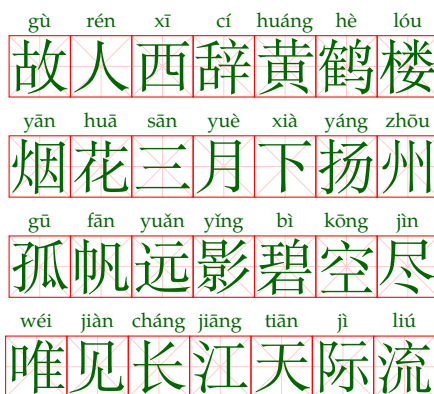 gù rén xī cí huáng hè lóu
故人西辞黄鹤楼
yān huā sān yuè xià yáng zhōu
烟花三月下扬州
gū fān yuǎn yǐng bì kōng jìn
孤帆远影碧空尽
wéi jiàn cháng jiāng tiān jì liú
唯见长江天际流